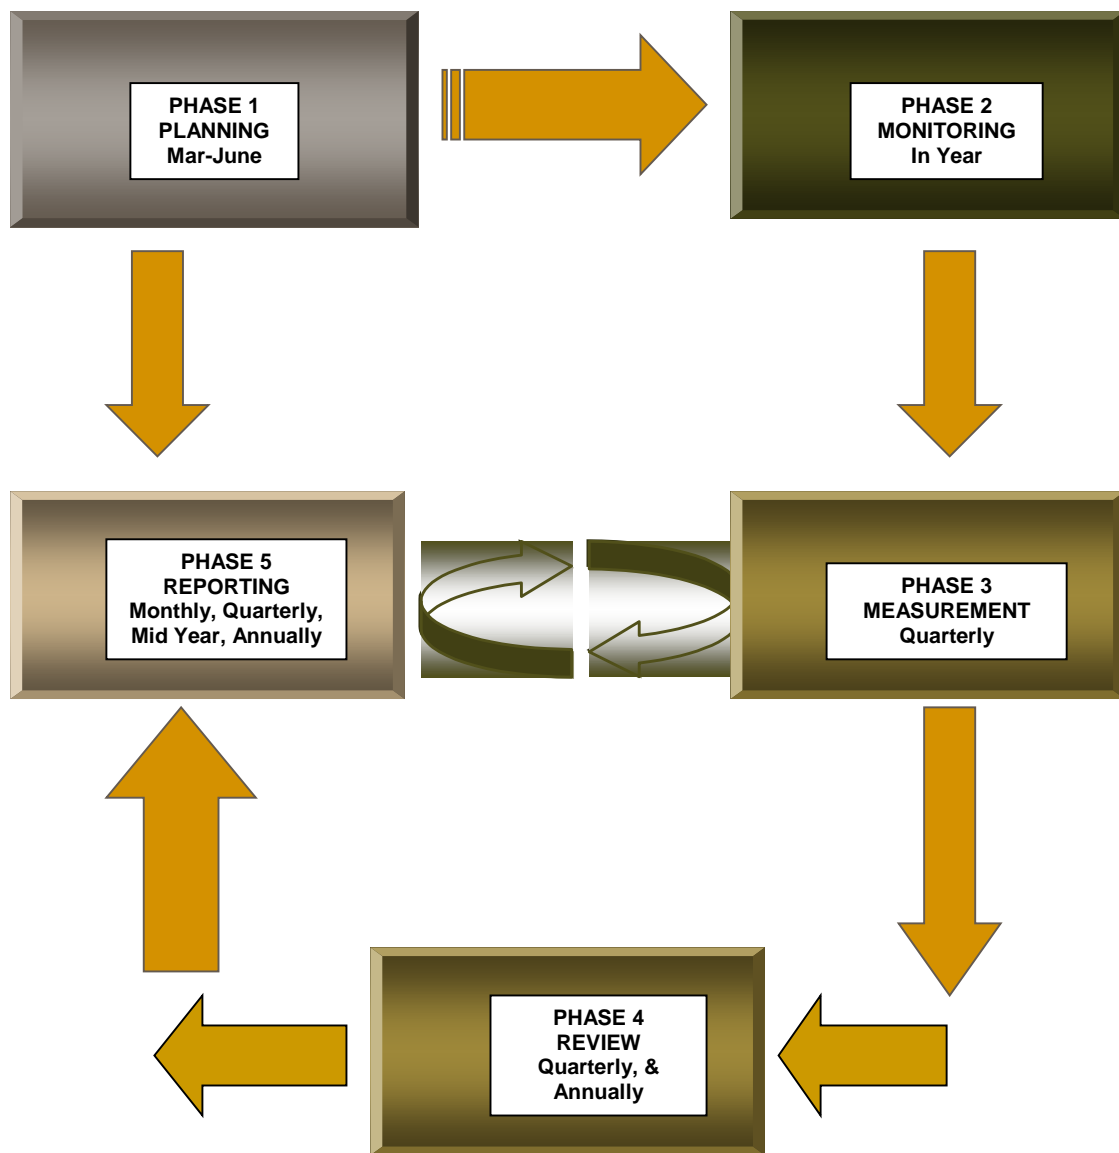 PHASE 1
PLANNING
Mar-June
PHASE 2
MONITORING
In Year
PHASE 5
REPORTING
Monthly, Quarterly,
Mid Year, Annually
PHASE 3
MEASUREMENT
Quarterly
PHASE 4
REVIEW
Quarterly, &
Annually